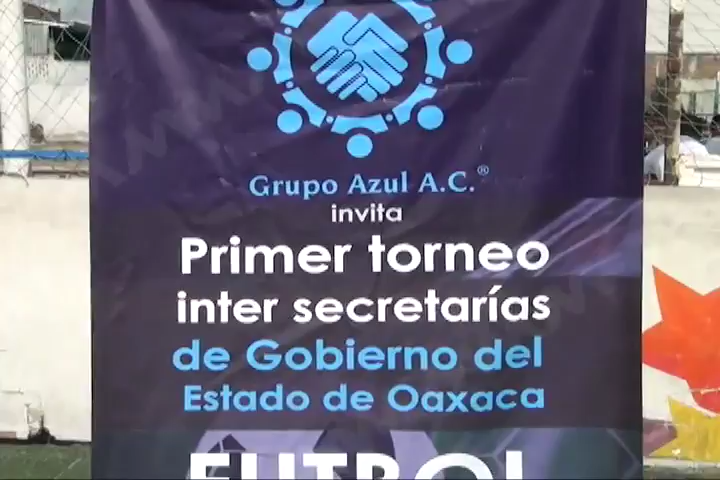 Grupo Azul A.C.®
invita
Primer torneo
inter secretarías
de Gobierno del
Estado de Oaxaca
FUTBOL